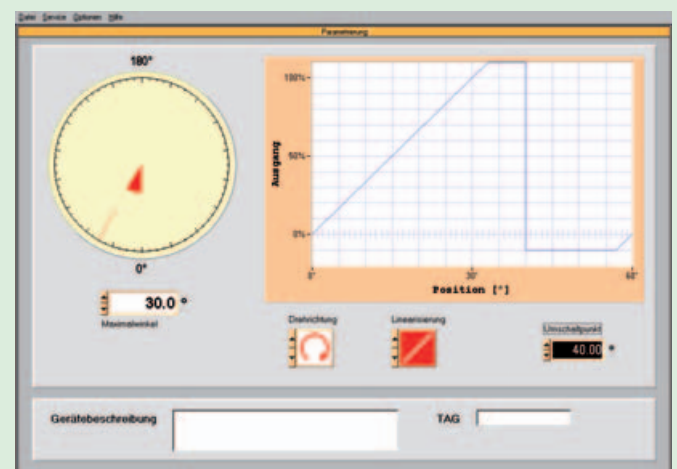 Datei Service Optionen Hilfe
Parametrierung
180°
0°
30.0 °
Maximalwinkel
100%
50%
0%
Ausgang
0° 30° 60°
Position [°]
Drehrichtung
Linearisierung
Umschaltpunkt
40.00 °
Gerätebeschreibung
TAG